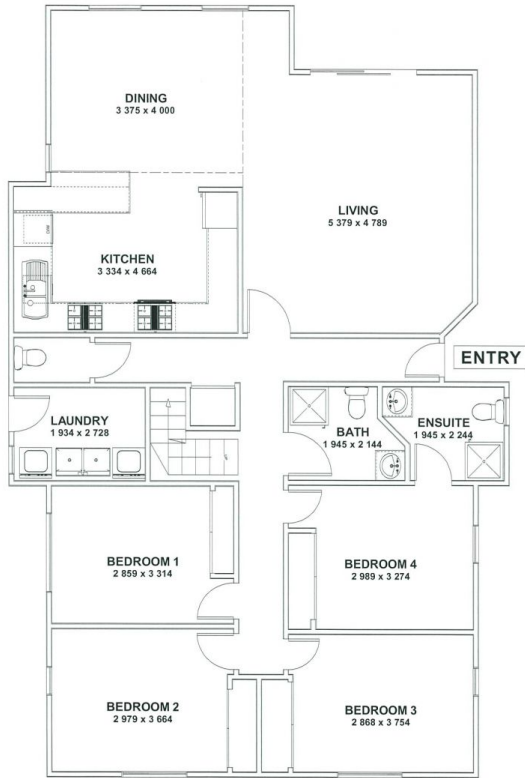 DINING
3 375 x 4 000
LIVING
5 379 x 4 789
KITCHEN
3 334 x 4 664
ENTRY
LAUNDRY
1 934 x 2 728
BATH
1 945 x 2 144
ENSUITE
1 945 x 2 244
BEDROOM 1
2 859 x 3 314
BEDROOM 4
2 989 x 3 274
BEDROOM 2
2 979 x 3 664
BEDROOM 3
2 868 x 3 754